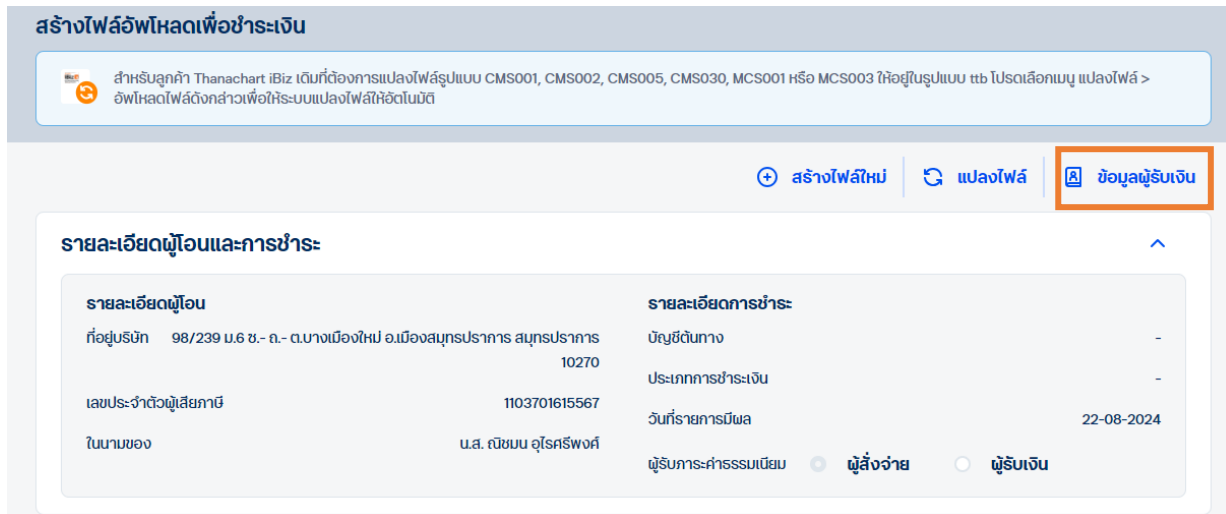 สร้างไฟล์อัพโหลดเพื่อชำระเงิน
สำหรับลูกค้า Thanachart iBiz เดิมที่ต้องการแปลงไฟล์รูปแบบ CMS001, CMS002, CMS005, CMS030, MCS001 หรือ MCS003 ให้อยู่ในรูปแบบ ttb โปรดเลือกเมนู แปลงไฟล์ >
อัพโหลดไฟล์ดังกล่าวเพื่อให้ระบบแปลงไฟล์ให้อัตโนมัติ
สร้างไฟล์ใหม่ แปลงไฟล์ ข้อมูลผู้รับเงิน
รายละเอียดผู้โอนและการชำระ
รายละเอียดผู้โอน
ที่อยู่บริษัท 98/239 ม.6 ซ.- ถ.- ต.บางเมืองใหม่ อ.เมืองสมุทรปราการ สมุทรปราการ
10270
เลขประจำตัวผู้เสียภาษี 1103701615567
ในนามของ น.ส. ณิชมน อุไรศรีพงศ์
รายละเอียดการชำระ
บัญชีต้นทาง -
ประเภทการชำระเงิน -
วันที่รายการมีผล 22-08-2024
ผู้รับภาระค่าธรรมเนียม ผู้สั่งจ่าย ผู้รับเงิน